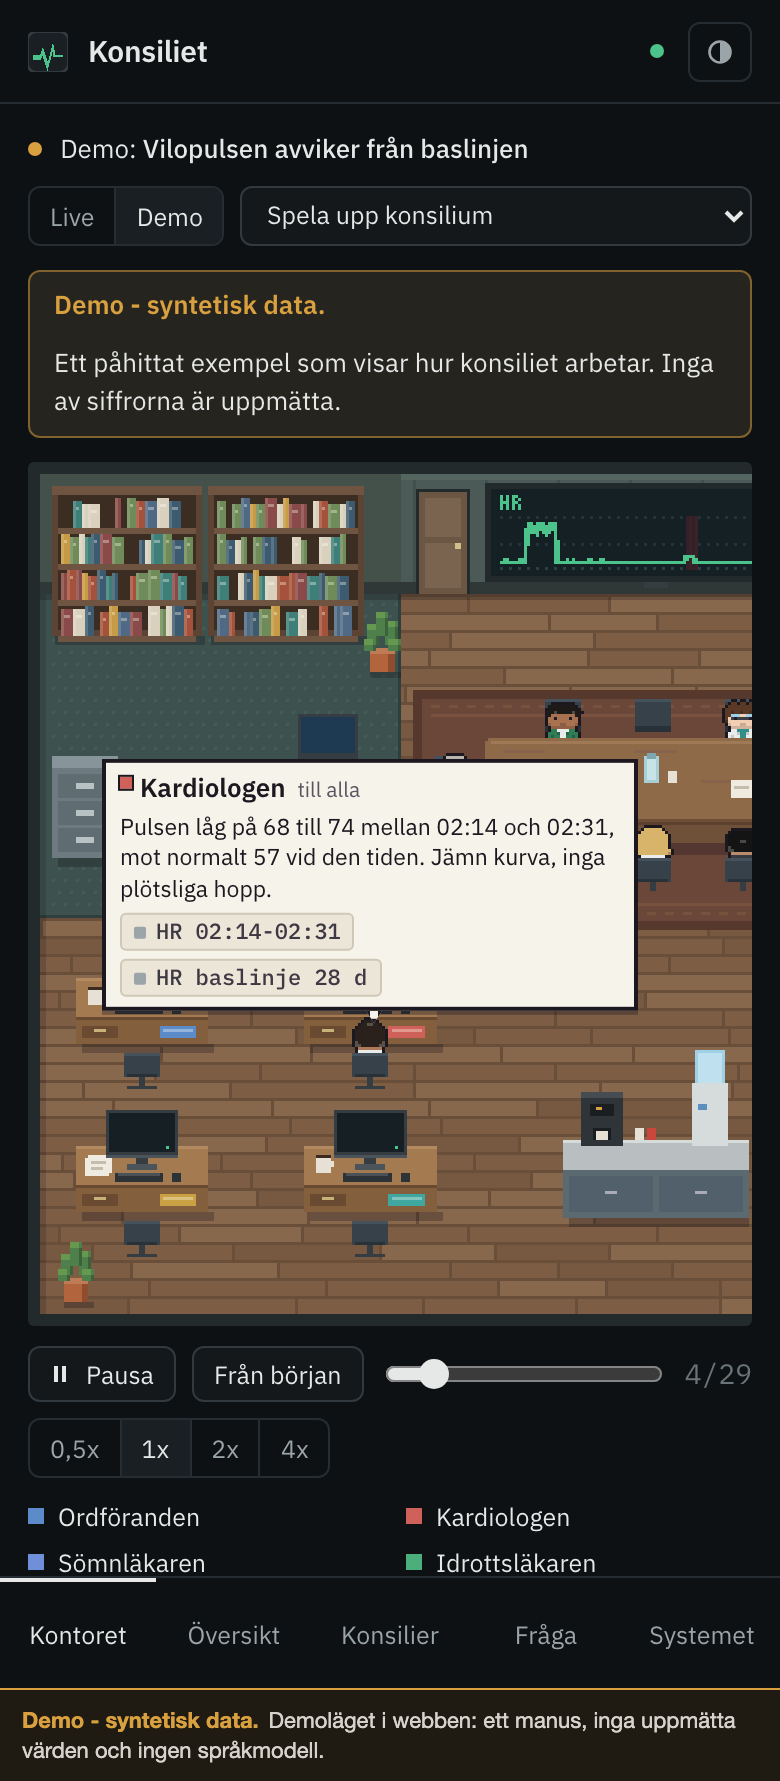 Konsiliet
Demo: Vilopulsen avviker från baslinjen
Live Demo Spela upp konsilium
Demo - syntetisk data.
Ett påhittat exempel som visar hur konsiliet arbetar. Inga
av siffrorna är uppmätta.
HR
Kardiologen till alla
Pulsen låg på 68 till 74 mellan 02:14 och 02:31,
mot normalt 57 vid den tiden. Jämn kurva, inga
plötsliga hopp.
HR 02:14-02:31
HR baslinje 28 d
Pausa Från början 4/29
0,5x 1x 2x 4x
Ordföranden Kardiologen
Sömnläkaren Idrottsläkaren
Kontoret Översikt Konsilier Fråga Systemet
Demo - syntetisk data. Demoläget i webben: ett manus, inga uppmätta
värden och ingen språkmodell.